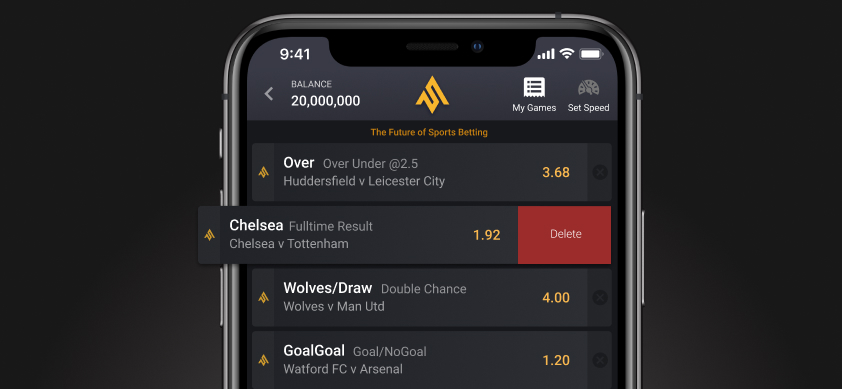 9:41
BALANCE
20,000,000
My Games
Set Speed
The Future of Sports Betting
Over Over Under @2.5
Huddersfield v Leicester City
3.68
Chelsea Fulltime Result
Chelsea v Tottenham
1.92
Delete
Wolves/Draw Double Chance
Wolves v Man Utd
4.00
GoalGoal Goal/NoGoal
Watford FC v Arsenal
1.20